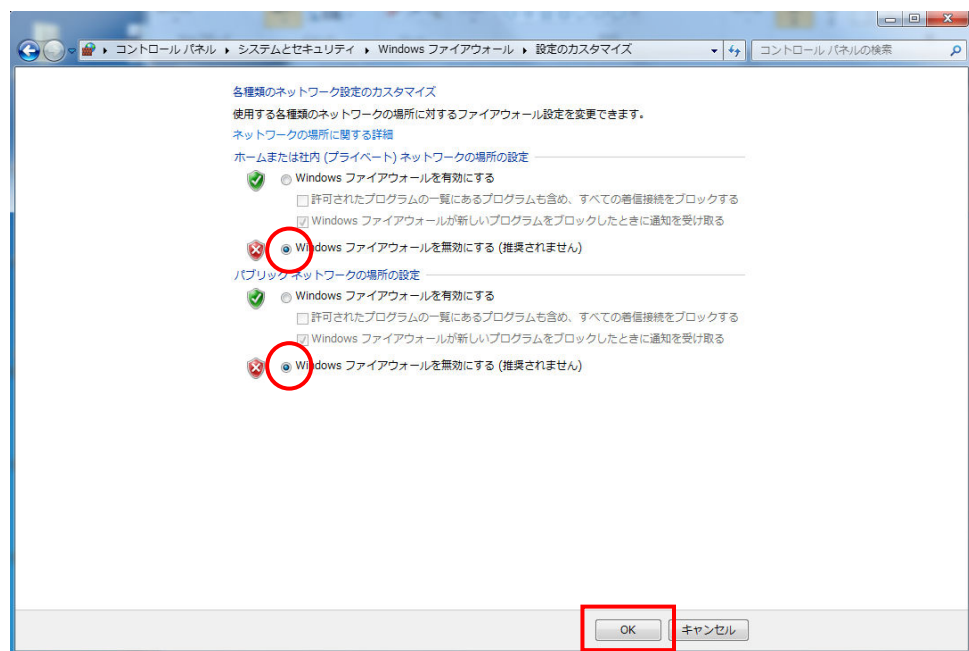 コントロール パネル ▸ システムとセキュリティ ▸ Windows ファイアウォール ▸ 設定のカスタマイズ
コントロール パネルの検索
各種類のネットワーク設定のカスタマイズ
使用する各種類のネットワークの場所に対するファイアウォール設定を変更できます。
ネットワークの場所に関する詳細
ホームまたは社内 (プライベート) ネットワークの場所の設定
Windows ファイアウォールを有効にする
許可されたプログラムの一覧にあるプログラムも含め、すべての着信接続をブロックする
Windows ファイアウォールが新しいプログラムをブロックしたときに通知を受け取る
Windows ファイアウォールを無効にする (推奨されません)
パブリック ネットワークの場所の設定
Windows ファイアウォールを有効にする
許可されたプログラムの一覧にあるプログラムも含め、すべての着信接続をブロックする
Windows ファイアウォールが新しいプログラムをブロックしたときに通知を受け取る
Windows ファイアウォールを無効にする (推奨されません)
OK
キャンセル